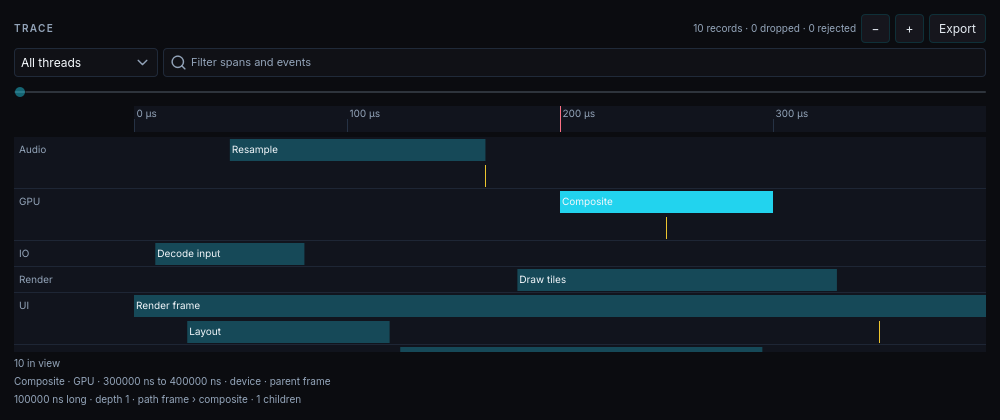 TRACE
10 records · 0 dropped · 0 rejected
−
+
Export
All threads
Filter spans and events
0 µs
100 µs
200 µs
300 µs
Audio
Resample
GPU
Composite
IO
Decode input
Render
Draw tiles
UI
Render frame
Layout
10 in view
Composite · GPU · 300000 ns to 400000 ns · device · parent frame
100000 ns long · depth 1 · path frame › composite · 1 children